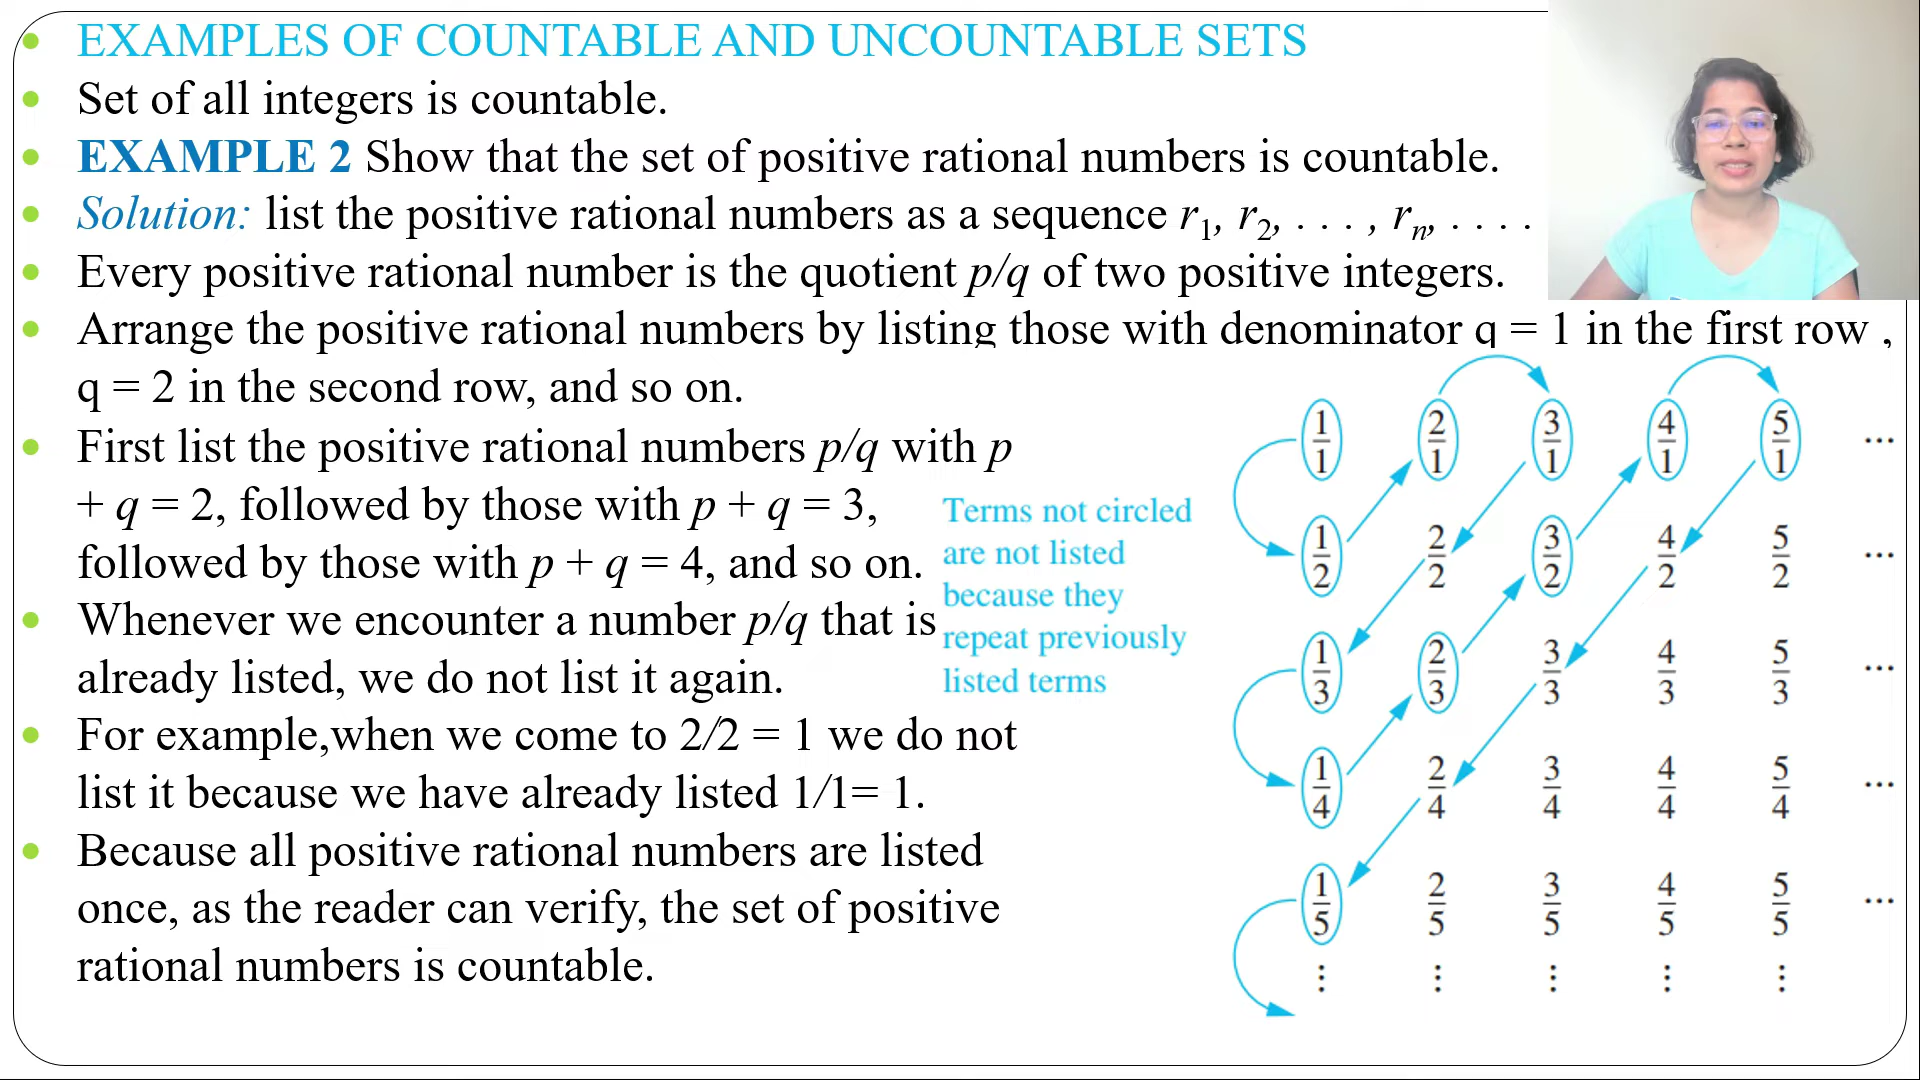 EXAMPLES OF COUNTABLE AND UNCOUNTABLE SETS
Set of all integers is countable.
EXAMPLE 2 Show that the set of positive rational numbers is countable.
Solution: list the positive rational numbers as a sequence r1, r2, . . . , rn, . . . .
Every positive rational number is the quotient p/q of two positive integers.
Arrange the positive rational numbers by listing those with denominator q = 1 in the first row ,
q = 2 in the second row, and so on.
First list the positive rational numbers p/q with p
+ q = 2, followed by those with p + q = 3,
followed by those with p + q = 4, and so on.
Whenever we encounter a number p/q that is
already listed, we do not list it again.
For example,when we come to 2/2 = 1 we do not
list it because we have already listed 1/1= 1.
Because all positive rational numbers are listed
once, as the reader can verify, the set of positive
rational numbers is countable.
Terms not circled
are not listed
because they
repeat previously
listed terms
1/1 2/1 3/1 4/1 5/1 ...
1/2 2/2 3/2 4/2 5/2 ...
1/3 2/3 3/3 4/3 5/3 ...
1/4 2/4 3/4 4/4 5/4 ...
1/5 2/5 3/5 4/5 5/5 ...
⋮ ⋮ ⋮ ⋮ ⋮